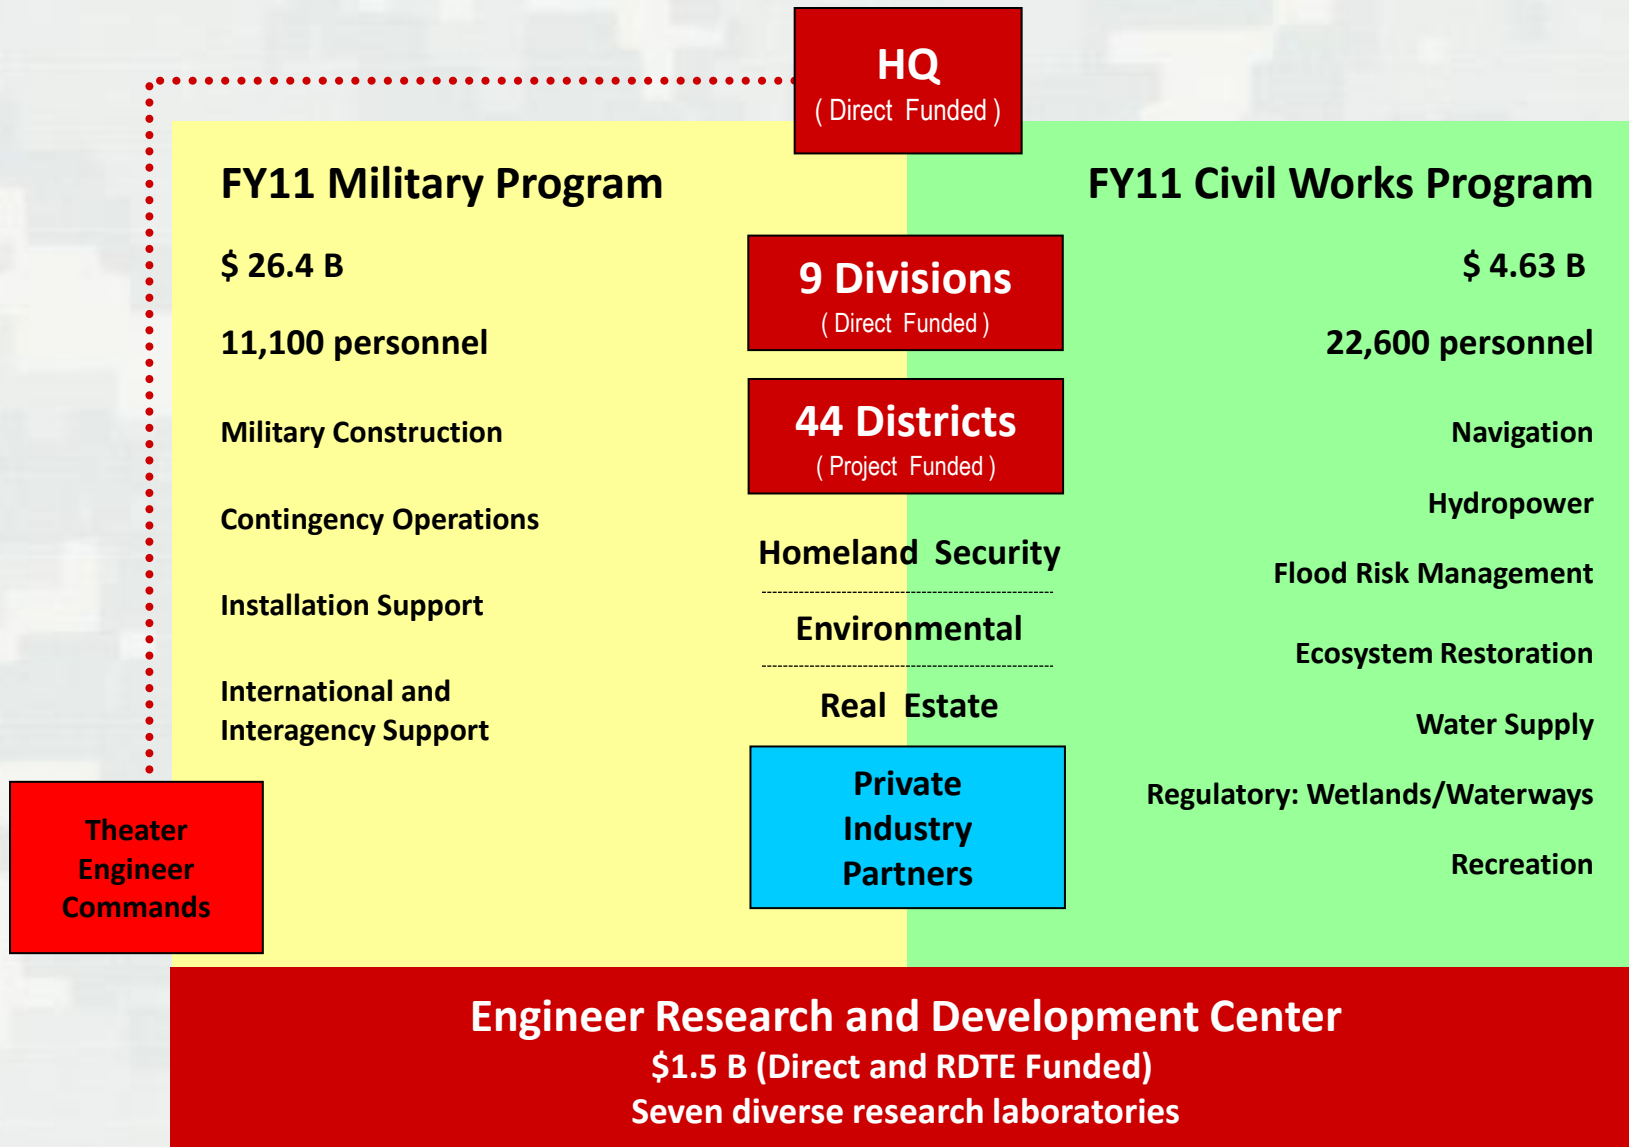 HQ
( Direct Funded )
FY11 Military Program
$ 26.4 B
11,100 personnel
Military Construction
Contingency Operations
Installation Support
International and
Interagency Support
9 Divisions
( Direct Funded )
44 Districts
( Project Funded )
Homeland Security
Environmental
Real Estate
Private
Industry
Partners
FY11 Civil Works Program
$ 4.63 B
22,600 personnel
Navigation
Hydropower
Flood Risk Management
Ecosystem Restoration
Water Supply
Regulatory: Wetlands/Waterways
Recreation
Theater
Engineer
Commands
Engineer Research and Development Center
$1.5 B (Direct and RDTE Funded)
Seven diverse research laboratories